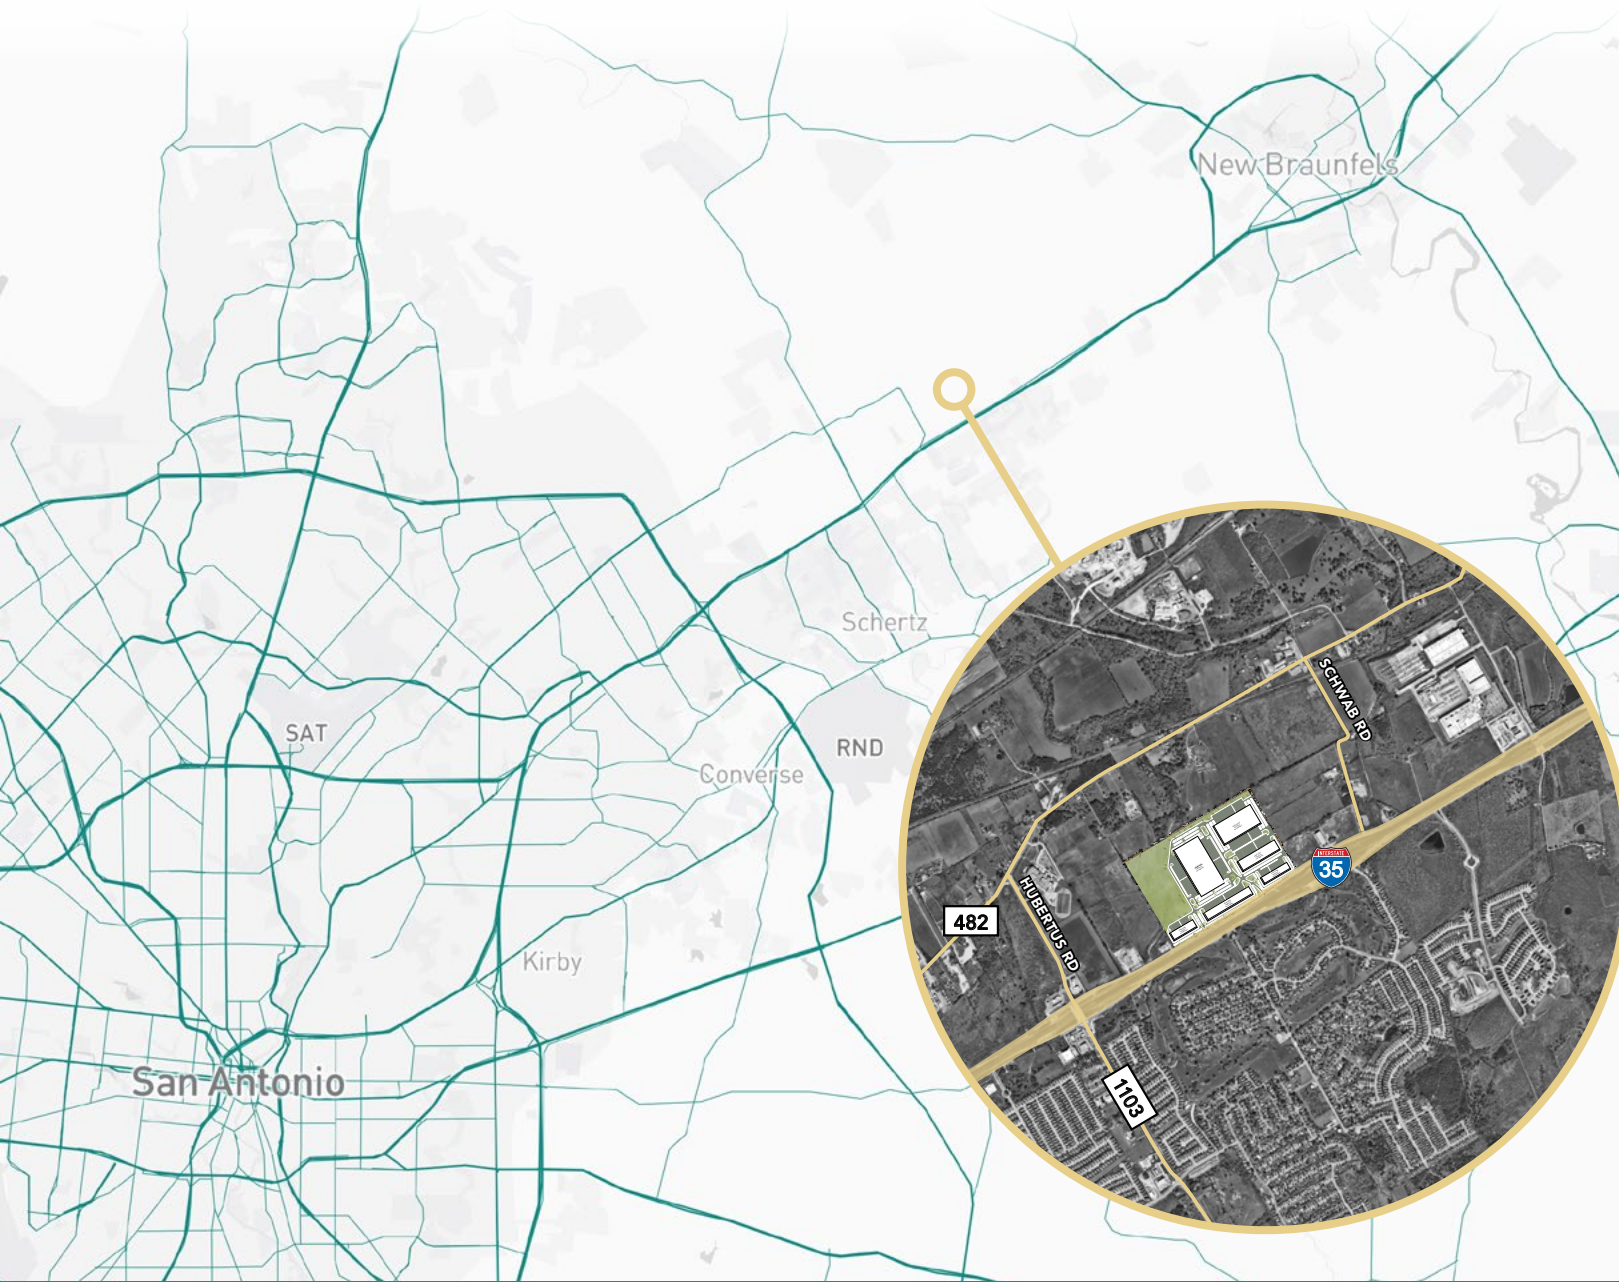 New Braunfels
Schertz
SAT
RND
Converse
Kirby
San Antonio
SCHWAB RD
INTERSTATE
35
HUBERTUS RD
482
1103